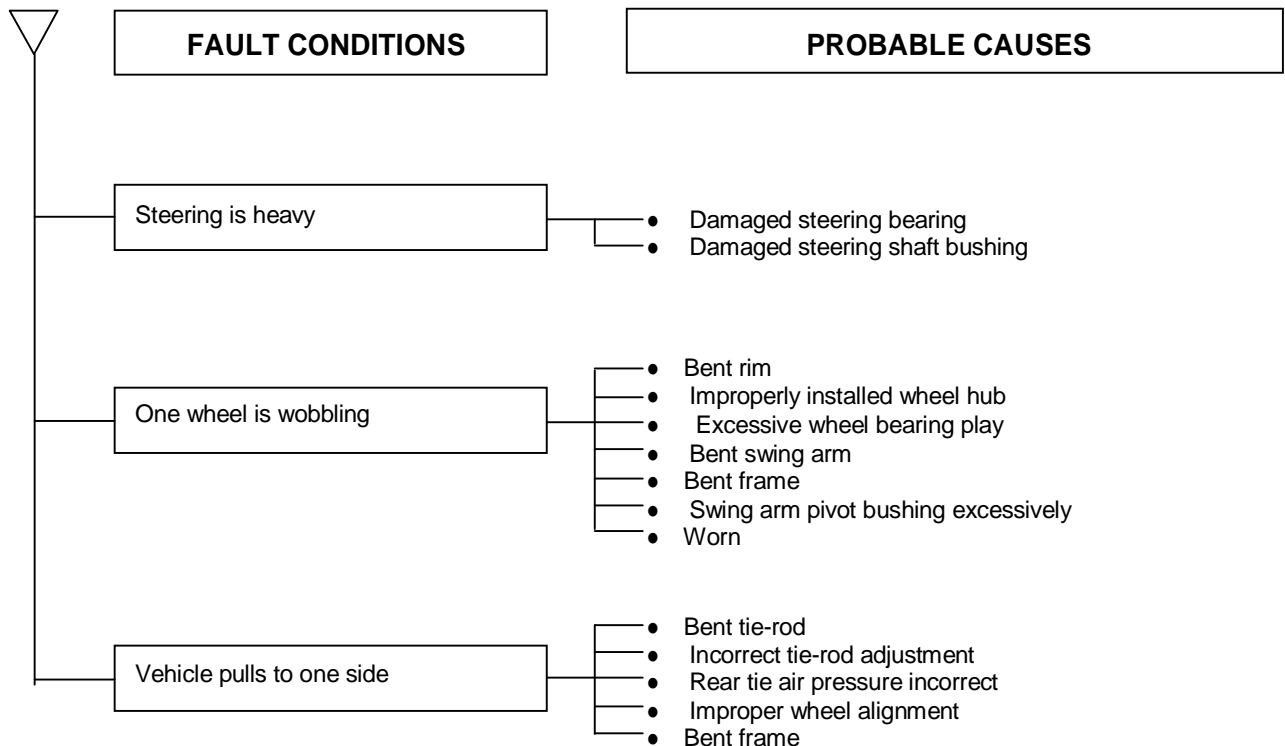 FAULT CONDITIONS
PROBABLE CAUSES
Steering is heavy
● Damaged steering bearing
● Damaged steering shaft bushing
One wheel is wobbling
● Bent rim
● Improperly installed wheel hub
● Excessive wheel bearing play
● Bent swing arm
● Bent frame
● Swing arm pivot bushing excessively
● Worn
Vehicle pulls to one side
● Bent tie-rod
● Incorrect tie-rod adjustment
● Rear tie air pressure incorrect
● Improper wheel alignment
● Bent frame